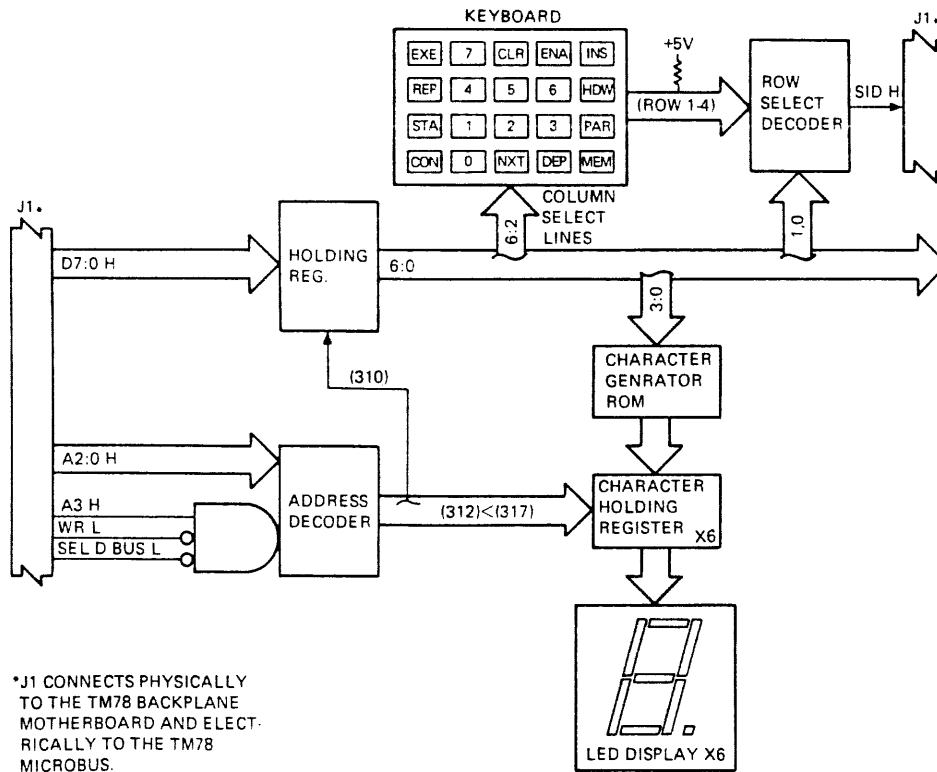 KEYBOARD
EXE 7 CLR ENA INS
REP 4 5 6 HDW
STA 1 2 3 PAR
CON 0 NXT DEP MEM
+5V
(ROW 1-4)
ROW
SELECT
DECODER
SID H
J1*
6:2
COLUMN
SELECT
LINES
1,0
J1*
D7:0 H
HOLDING
REG.
6:0
3:0
(310)
CHARACTER
GENRATOR
ROM
A2:0 H
A3 H
WR L
SEL D BUS L
ADDRESS
DECODER
(312)<(317)
CHARACTER
HOLDING
REGISTER
X6
LED DISPLAY X6
*J1 CONNECTS PHYSICALLY
TO THE TM78 BACKPLANE
MOTHERBOARD AND ELECT-
RICALLY TO THE TM78
MICROBUS.